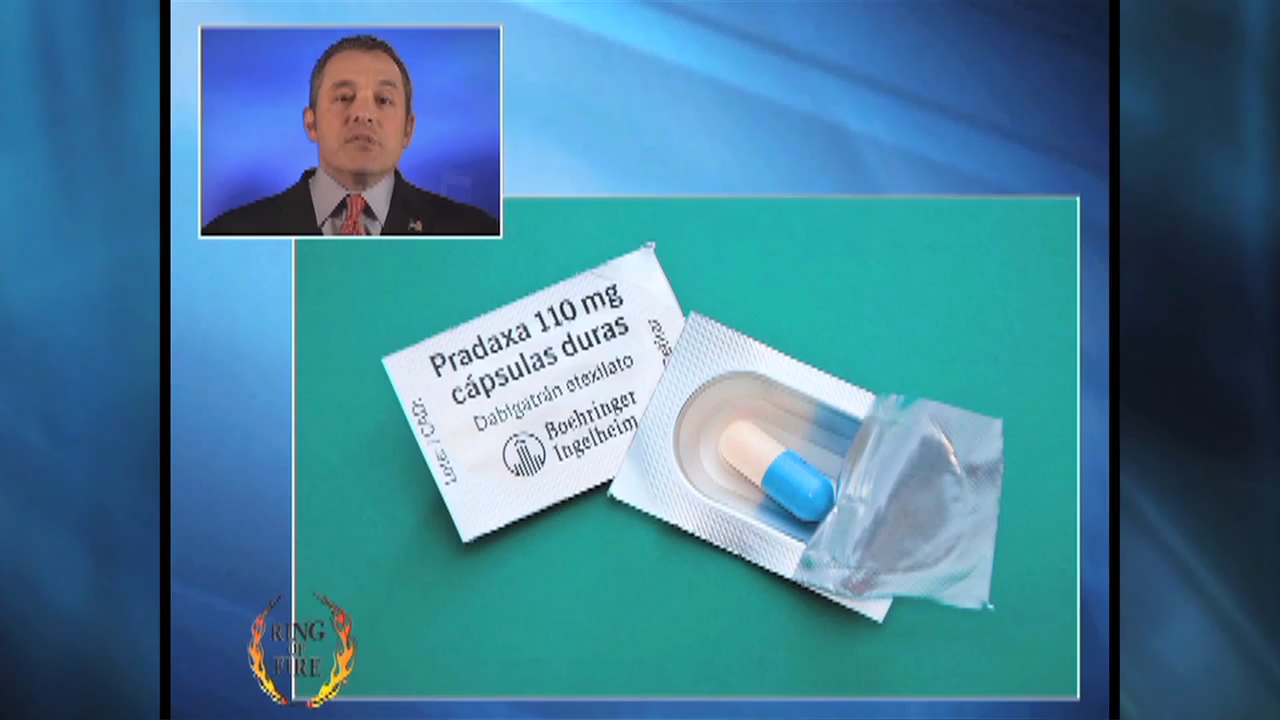 Pradaxa 110 mg
cápsulas duras
Dabigatrán etexilato
Boehringer
Ingelheim
Lote / CAD:
RING
OF
FIRE